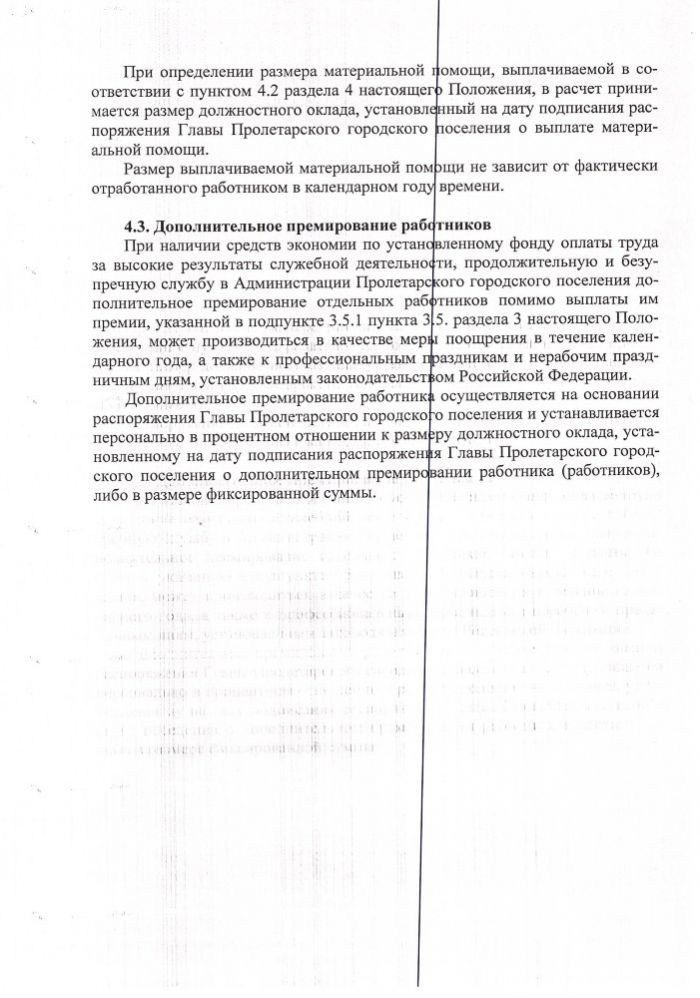 При определении размера материальной помощи, выплачиваемой в со-
ответствии с пунктом 4.2 раздела 4 настоящего Положения, в расчет прини-
мается размер должностного оклада, установленный на дату подписания рас-
поряжения Главы Пролетарского городского поселения о выплате матери-
альной помощи.
Размер выплачиваемой материальной помощи не зависит от фактически
отработанного работником в календарном году времени.
4.3. Дополнительное премирование работников
При наличии средств экономии по установленному фонду оплаты труда
за высокие результаты служебной деятельности, продолжительную и безу-
пречную службу в Администрации Пролетарского городского поселения до-
полнительное премирование отдельных работников помимо выплаты им
премии, указанной в подпункте 3.5.1 пункта 3.5. раздела 3 настоящего Поло-
жения, может производиться в качестве меры поощрения в течение кален-
дарного года, а также к профессиональным праздникам и нерабочим празд-
ничным дням, установленным законодательством Российской Федерации.
Дополнительное премирование работника осуществляется на основании
распоряжения Главы Пролетарского городского поселения и устанавливается
персонально в процентном отношении к размеру должностного оклада, уста-
новленному на дату подписания распоряжения Главы Пролетарского город-
ского поселения о дополнительном премировании работника (работников),
либо в размере фиксированной суммы.